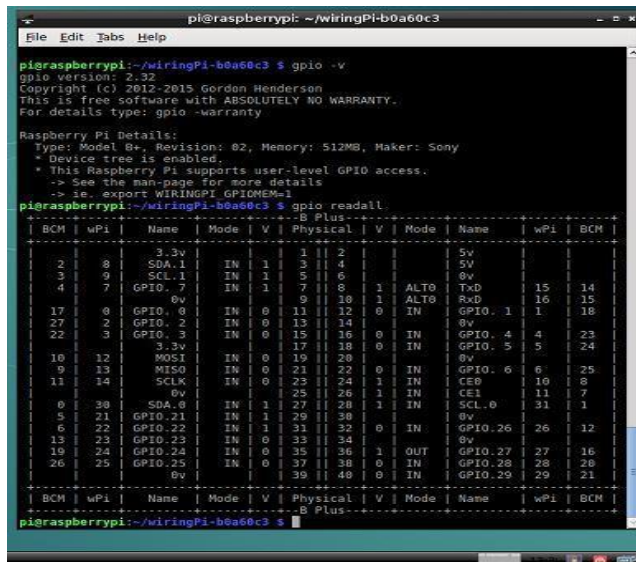 pi@raspberrypi: ~/wiringPi-b0a60c3
File Edit Tabs Help
pi@raspberrypi:~/wiringPi-b0a60c3 $ gpio -v
gpio version: 2.32
Copyright (c) 2012-2015 Gordon Henderson
This is free software with ABSOLUTELY NO WARRANTY.
For details type: gpio -warranty
Raspberry Pi Details:
Type: Model B+, Revision: 02, Memory: 512MB, Maker: Sony
* Device tree is enabled.
* This Raspberry Pi supports user-level GPIO access.
-> See the man-page for more details
-> ie. export WIRINGPI_GPIOMEM=1
pi@raspberrypi:~/wiringPi-b0a60c3 $ gpio readall
+-----+-----+---------+------+---+--B Plus--+---+------+---------+-----+-----+
| BCM | wPi | Name | Mode | V | Physical | V | Mode | Name | wPi | BCM |
+-----+-----+---------+------+---+----++----+---+------+---------+-----+-----+
| | | 3.3v | | | 1 || 2 | | | 5v | | |
| 2 | 8 | SDA.1 | IN | 1 | 3 || 4 | | | 5V | | |
| 3 | 9 | SCL.1 | IN | 1 | 5 || 6 | | | 0v | | |
| 4 | 7 | GPIO. 7 | IN | 1 | 7 || 8 | 1 | ALT0 | TxD | 15 | 14 |
| | | 0v | | | 9 || 10 | 1 | ALT0 | RxD | 16 | 15 |
| 17 | 0 | GPIO. 0 | IN | 0 | 11 || 12 | 0 | IN | GPIO. 1 | 1 | 18 |
| 27 | 2 | GPIO. 2 | IN | 0 | 13 || 14 | | | 0v | | |
| 22 | 3 | GPIO. 3 | IN | 0 | 15 || 16 | 0 | IN | GPIO. 4 | 4 | 23 |
| | | 3.3v | | | 17 || 18 | 0 | IN | GPIO. 5 | 5 | 24 |
| 10 | 12 | MOSI | IN | 0 | 19 || 20 | | | 0v | | |
| 9 | 13 | MISO | IN | 0 | 21 || 22 | 0 | IN | GPIO. 6 | 6 | 25 |
| 11 | 14 | SCLK | IN | 0 | 23 || 24 | 1 | IN | CE0 | 10 | 8 |
| | | 0v | | | 25 || 26 | 1 | IN | CE1 | 11 | 7 |
| 0 | 30 | SDA.0 | IN | 1 | 27 || 28 | 1 | IN | SCL.0 | 31 | 1 |
| 5 | 21 | GPIO.21 | IN | 1 | 29 || 30 | | | 0v | | |
| 6 | 22 | GPIO.22 | IN | 1 | 31 || 32 | 0 | IN | GPIO.26 | 26 | 12 |
| 13 | 23 | GPIO.23 | IN | 0 | 33 || 34 | | | 0v | | |
| 19 | 24 | GPIO.24 | IN | 0 | 35 || 36 | 1 | OUT | GPIO.27 | 27 | 16 |
| 26 | 25 | GPIO.25 | IN | 0 | 37 || 38 | 0 | IN | GPIO.28 | 28 | 20 |
| | | 0v | | | 39 || 40 | 0 | IN | GPIO.29 | 29 | 21 |
+-----+-----+---------+------+---+----++----+---+------+---------+-----+-----+
| BCM | wPi | Name | Mode | V | Physical | V | Mode | Name | wPi | BCM |
+-----+-----+---------+------+---+--B Plus--+---+------+---------+-----+-----+
pi@raspberrypi:~/wiringPi-b0a60c3 $